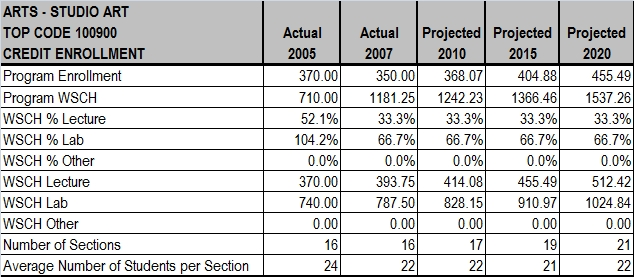 ARTS - STUDIO ART
TOP CODE 100900 Actual Actual Projected Projected Projected
CREDIT ENROLLMENT 2005 2007 2010 2015 2020
Program Enrollment 370.00 350.00 368.07 404.88 455.49
Program WSCH 710.00 1181.25 1242.23 1366.46 1537.26
WSCH % Lecture 52.1% 33.3% 33.3% 33.3% 33.3%
WSCH % Lab 104.2% 66.7% 66.7% 66.7% 66.7%
WSCH % Other 0.0% 0.0% 0.0% 0.0% 0.0%
WSCH Lecture 370.00 393.75 414.08 455.49 512.42
WSCH Lab 740.00 787.50 828.15 910.97 1024.84
WSCH Other 0.00 0.00 0.00 0.00 0.00
Number of Sections 16 16 17 19 21
Average Number of Students per Section 24 22 22 21 22